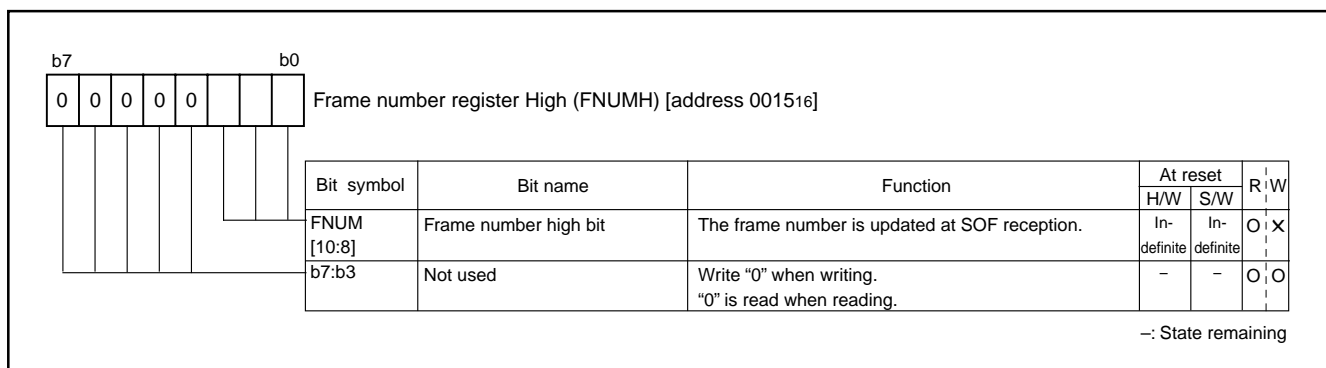 b7 b0
0 0 0 0 0 Frame number register High (FNUMH) [address 001516]
Bit symbol Bit name Function At reset R W
H/W S/W
FNUM Frame number high bit The frame number is updated at SOF reception. In- In- O ×
[10:8] definite definite
b7:b3 Not used Write “0” when writing. – – O O
“0” is read when reading.
–: State remaining